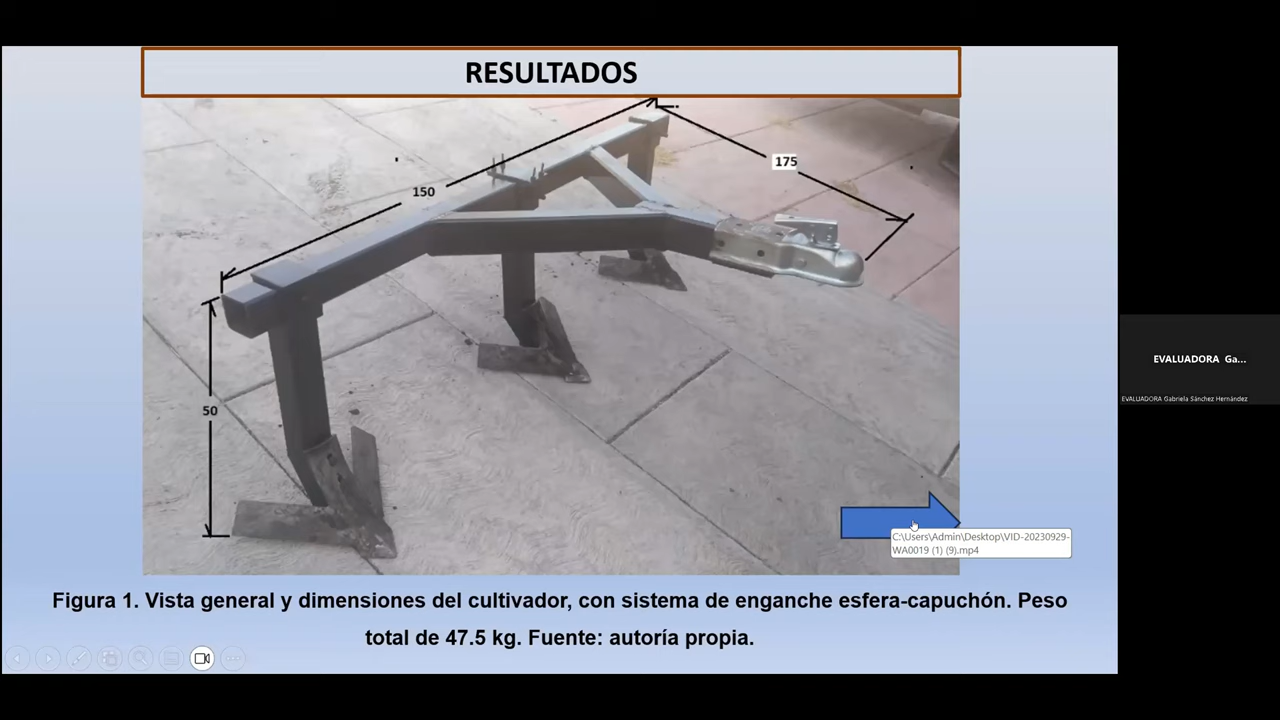 RESULTADOS
175
150
50
C:\Users\Admin\Desktop\VID-20230929-
WA0019 (1) (9).mp4
Figura 1. Vista general y dimensiones del cultivador, con sistema de enganche esfera-capuchón. Peso
total de 47.5 kg. Fuente: autoría propia.
EVALUADORA Ga...
EVALUADORA Gabriela Sánchez Hernández